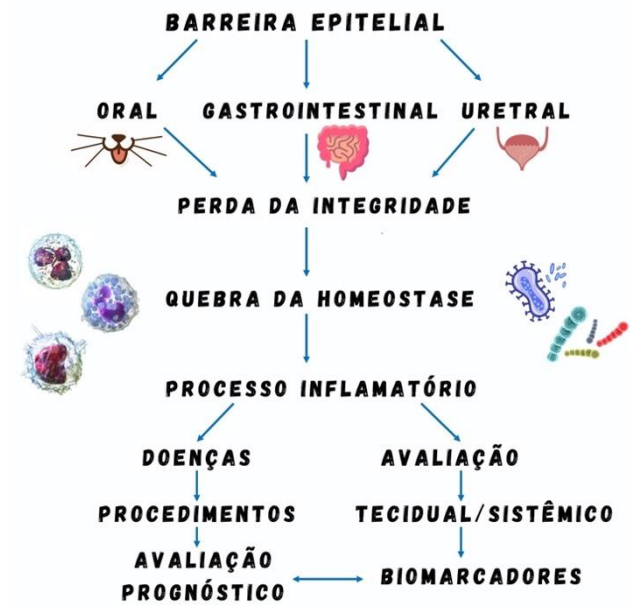 BARREIRA EPITELIAL
ORAL GASTROINTESTINAL URETRAL
PERDA DA INTEGRIDADE
QUEBRA DA HOMEOSTASE
PROCESSO INFLAMATÓRIO
DOENÇAS AVALIAÇÃO
PROCEDIMENTOS TECIDUAL/SISTÊMICO
AVALIAÇÃO
PROGNÓSTICO BIOMARCADORES